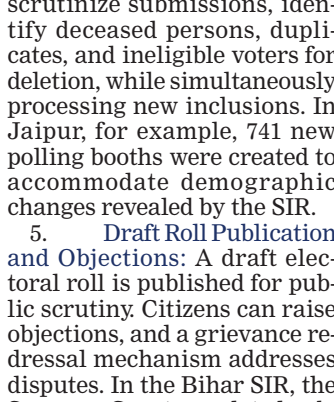 scrutinize submissions, iden-
tify deceased persons, dupli-
cates, and ineligible voters for
deletion, while simultaneously
processing new inclusions. In
Jaipur, for example, 741 new
polling booths were created to
accommodate demographic
changes revealed by the SIR.
5. Draft Roll Publication
and Objections: A draft elec-
toral roll is published for pub-
lic scrutiny. Citizens can raise
objections, and a grievance re-
dressal mechanism addresses
disputes. In the Bihar SIR, the